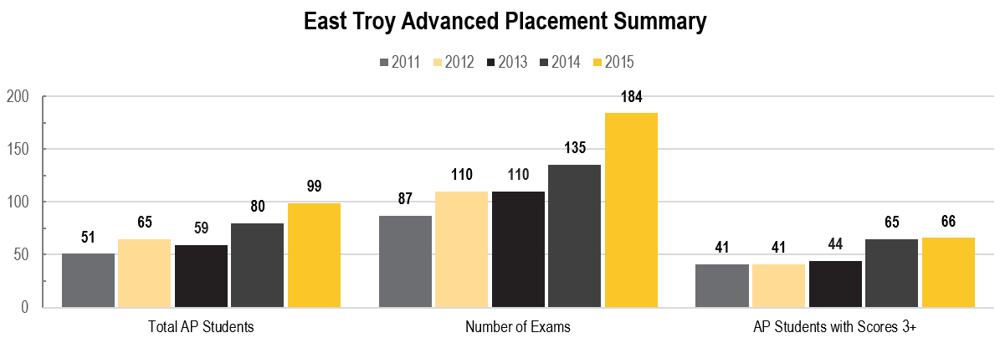 East Troy Advanced Placement Summary
2011 2012 2013 2014 2015
200
150
100
50
0
51 65 59 80 99
87 110 110 135 184
41 41 44 65 66
Total AP Students Number of Exams AP Students with Scores 3+